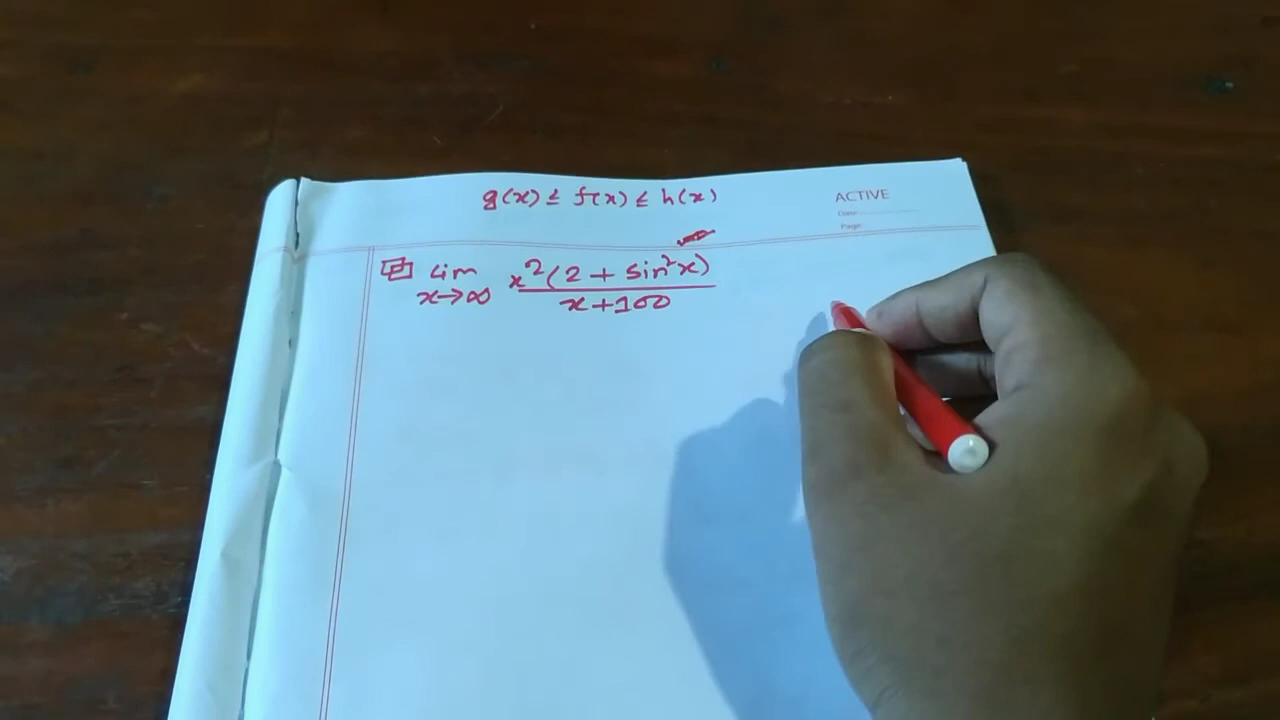 g(x) ≤ f(x) ≤ h(x)
ACTIVE
Date:
Page:
lim x→∞ x²(2 + sin²x) / x+100